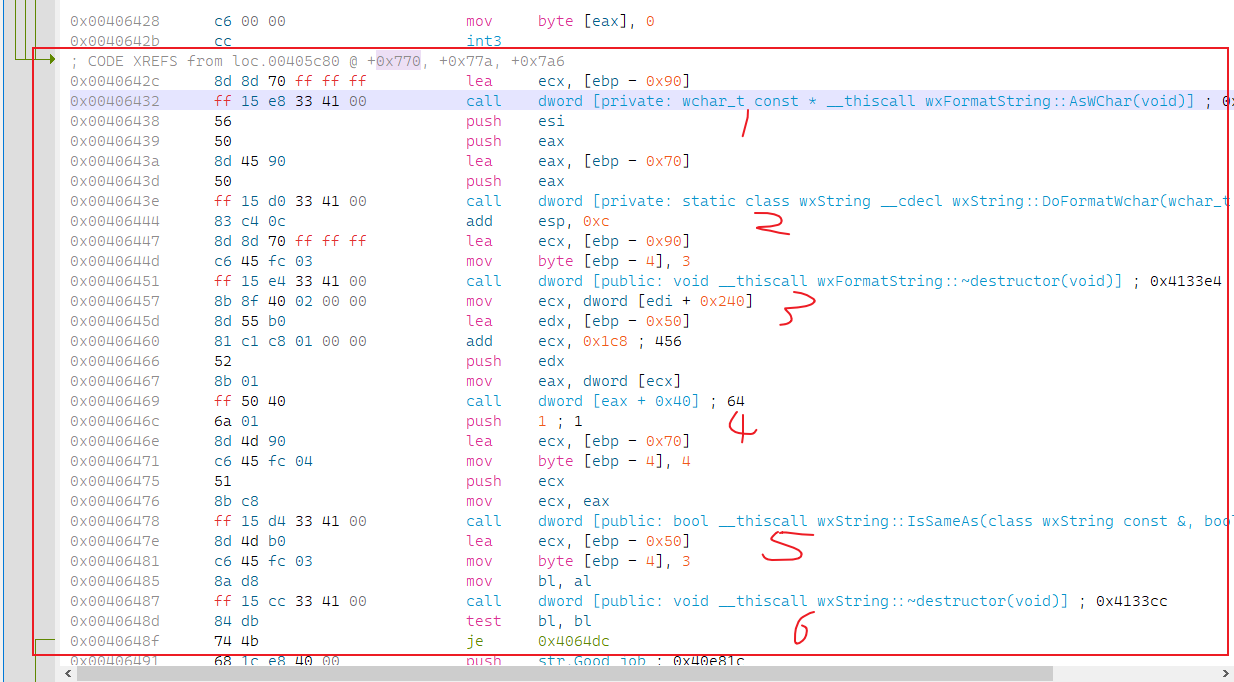 0x00406428 c6 00 00 mov byte [eax], 0
0x0040642b cc int3
; CODE XREFS from loc.00405c80 @ +0x770, +0x77a, +0x7a6
0x0040642c 8d 8d 70 ff ff ff lea ecx, [ebp - 0x90]
0x00406432 ff 15 e8 33 41 00 call dword [private: wchar_t const * __thiscall wxFormatString::AsWChar(void)] ; 0x
1
0x00406438 56 push esi
0x00406439 50 push eax
0x0040643a 8d 45 90 lea eax, [ebp - 0x70]
0x0040643d 50 push eax
0x0040643e ff 15 d0 33 41 00 call dword [private: static class wxString __cdecl wxString::DoFormatWchar(wchar_t
2
0x00406444 83 c4 0c add esp, 0xc
0x00406447 8d 8d 70 ff ff ff lea ecx, [ebp - 0x90]
0x0040644d c6 45 fc 03 mov byte [ebp - 4], 3
0x00406451 ff 15 e4 33 41 00 call dword [public: void __thiscall wxFormatString::~destructor(void)] ; 0x4133e4
3
0x00406457 8b 8f 40 02 00 00 mov ecx, dword [edi + 0x240]
0x0040645d 8d 55 b0 lea edx, [ebp - 0x50]
0x00406460 81 c1 c8 01 00 00 add ecx, 0x1c8 ; 456
0x00406466 52 push edx
0x00406467 8b 01 mov eax, dword [ecx]
0x00406469 ff 50 40 call dword [eax + 0x40] ; 64
4
0x0040646c 6a 01 push 1 ; 1
0x0040646e 8d 4d 90 lea ecx, [ebp - 0x70]
0x00406471 c6 45 fc 04 mov byte [ebp - 4], 4
0x00406475 51 push ecx
0x00406476 8b c8 mov ecx, eax
0x00406478 ff 15 d4 33 41 00 call dword [public: bool __thiscall wxString::IsSameAs(class wxString const &, boo
5
0x0040647e 8d 4d b0 lea ecx, [ebp - 0x50]
0x00406481 c6 45 fc 03 mov byte [ebp - 4], 3
0x00406485 8a d8 mov bl, al
0x00406487 ff 15 cc 33 41 00 call dword [public: void __thiscall wxString::~destructor(void)] ; 0x4133cc
6
0x0040648d 84 db test bl, bl
0x0040648f 74 4b je 0x4064dc
0x00406491 68 1c e8 40 00 push str.Good_job ; 0x40e81c